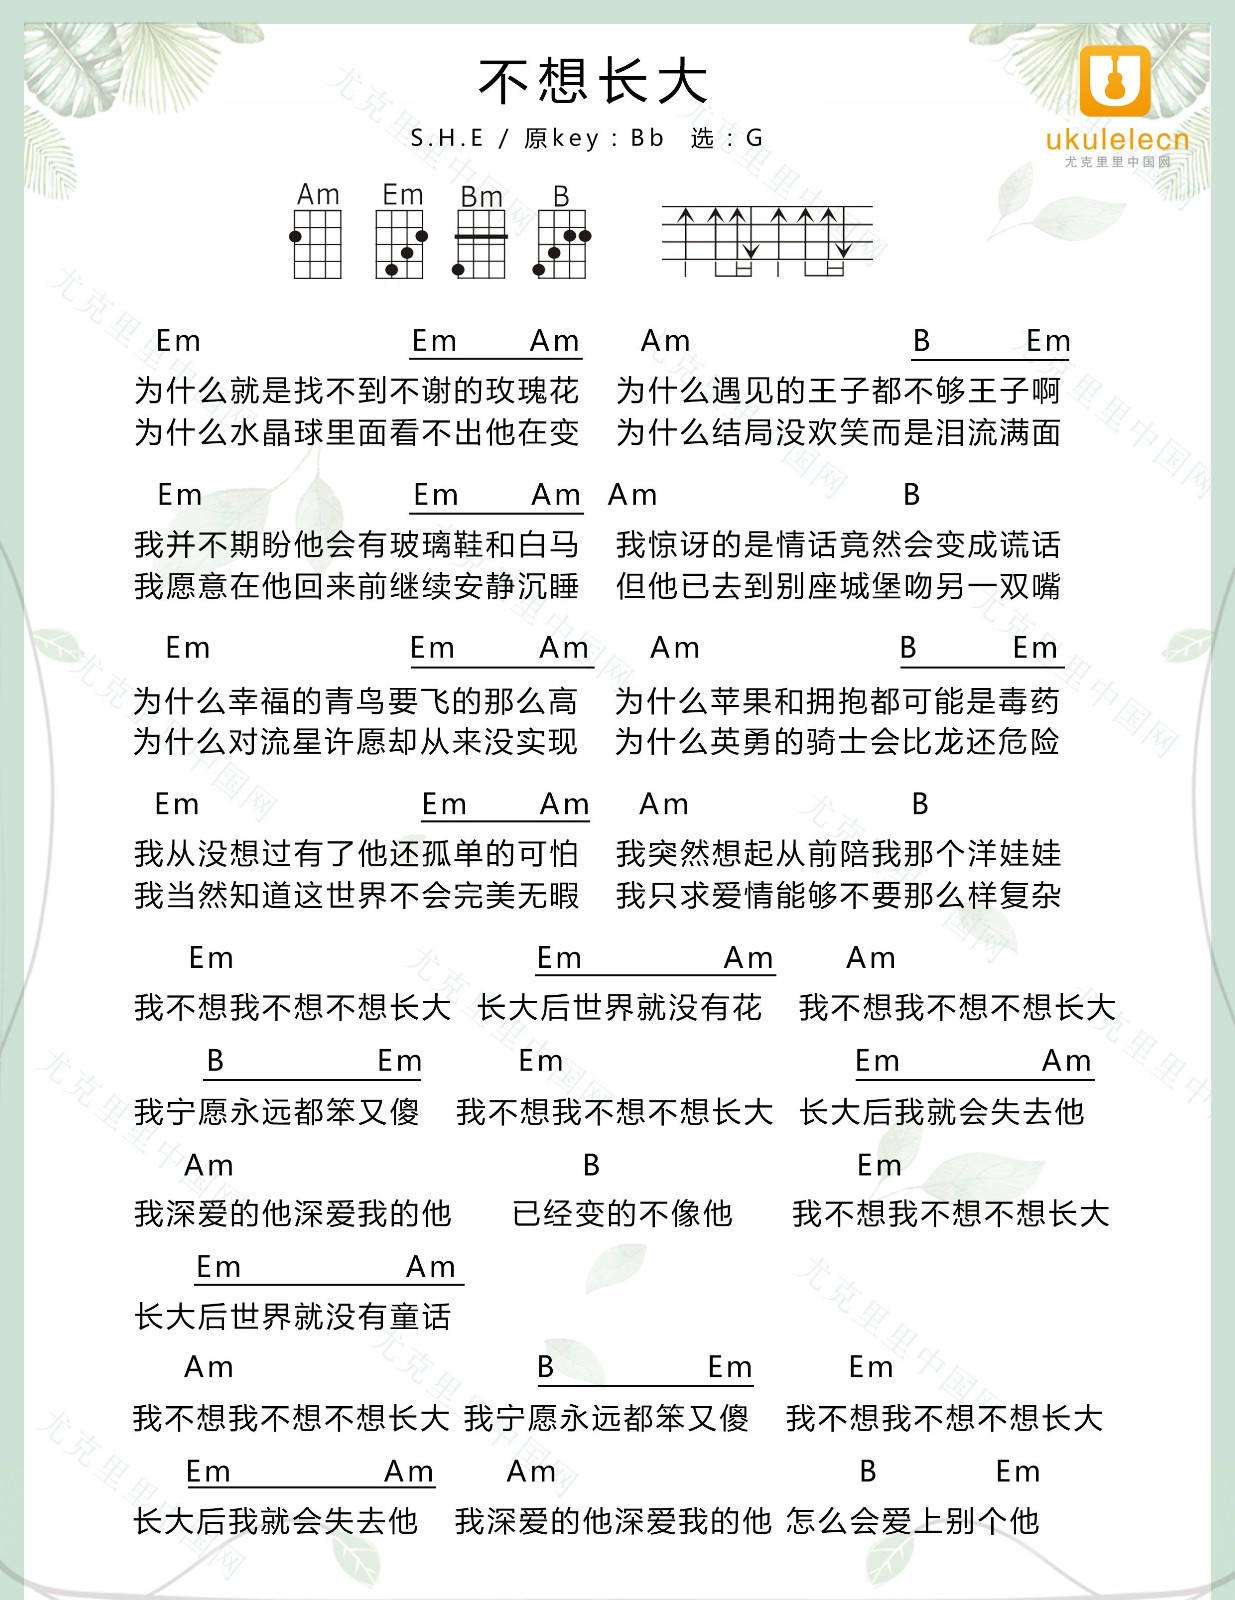 不想长大
S.H.E / 原key：Bb 选：G
ukulelecn
尤克里里中国网
Am Em Bm B
Em Em Am Am B Em
为什么就是找不到不谢的玫瑰花 为什么遇见的王子都不够王子啊
为什么水晶球里面看不出他在变 为什么结局没欢笑而是泪流满面
Em Em Am Am B
我并不期盼他会有玻璃鞋和白马 我惊讶的是情话竟然会变成谎话
我愿意在他回来前继续安静沉睡 但他已去到别座城堡吻另一双嘴
Em Em Am Am B Em
为什么幸福的青鸟要飞的那么高 为什么苹果和拥抱都可能是毒药
为什么对流星许愿却从来没实现 为什么英勇的骑士会比龙还危险
Em Em Am Am B
我从没想过有了他还孤单的可怕 我突然想起从前陪我那个洋娃娃
我当然知道这世界不会完美无暇 我只求爱情能够不要那么样复杂
Em Em Am Am
我不想我不想不想长大 长大后世界就没有花 我不想我不想不想长大
B Em Em Em Am
我宁愿永远都笨又傻 我不想我不想不想长大 长大后我就会失去他
Am B Em
我深爱的他深爱我的他 已经变的不像他 我不想我不想不想长大
Em Am
长大后世界就没有童话
Am B Em Em
我不想我不想不想长大 我宁愿永远都笨又傻 我不想我不想不想长大
Em Am Am B Em
长大后我就会失去他 我深爱的他深爱我的他 怎么会爱上别个他